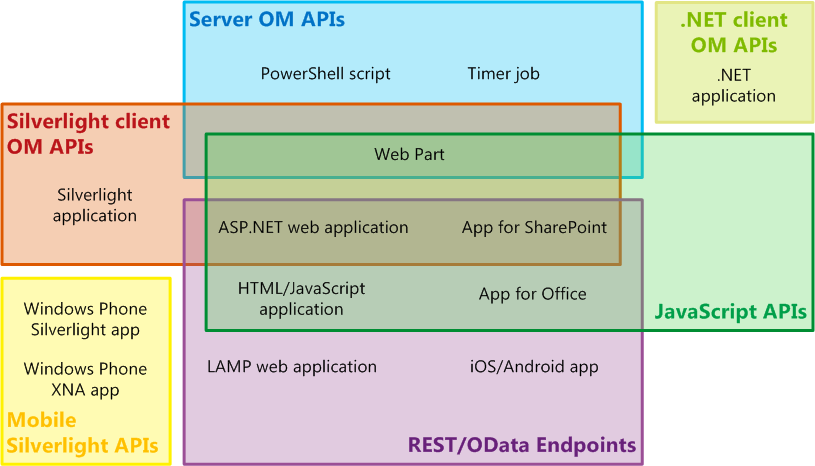 Server OM APIs
PowerShell script
Timer job
.NET client
OM APIs
.NET
application
Silverlight client
OM APIs
Web Part
Silverlight
application
ASP.NET web application
App for SharePoint
HTML/JavaScript
application
App for Office
JavaScript APIs
Windows Phone
Silverlight app
Windows Phone
XNA app
Mobile
Silverlight APIs
LAMP web application
iOS/Android app
REST/OData Endpoints